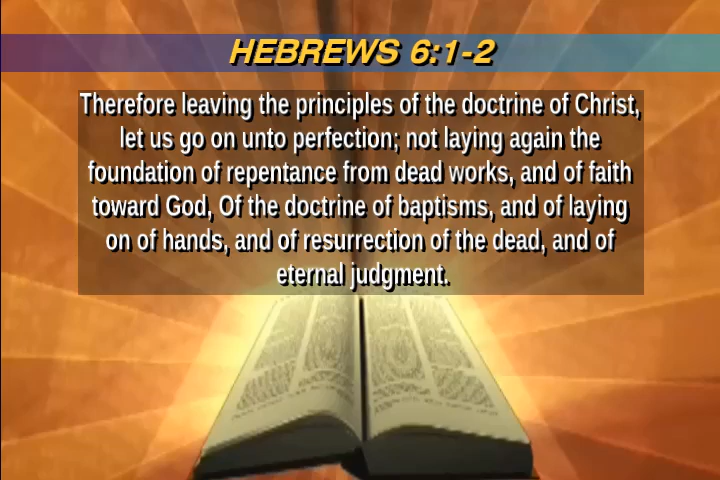 HEBREWS 6:1-2
Therefore leaving the principles of the doctrine of Christ,
let us go on unto perfection; not laying again the
foundation of repentance from dead works, and of faith
toward God, Of the doctrine of baptisms, and of laying
on of hands, and of resurrection of the dead, and of
eternal judgment.